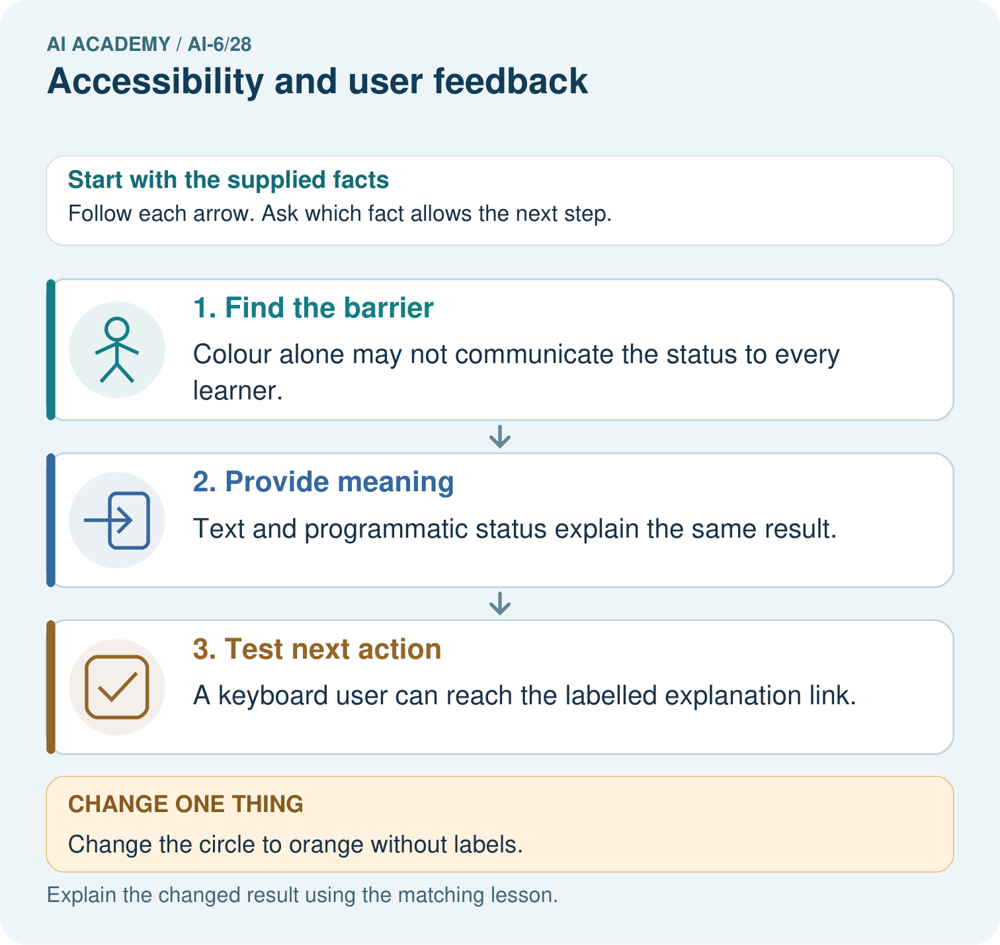 AI ACADEMY / AI-6/28
Accessibility and user feedback
Start with the supplied facts
Follow each arrow. Ask which fact allows the next step.
1. Find the barrier
Colour alone may not communicate the status to every
learner.
2. Provide meaning
Text and programmatic status explain the same result.
3. Test next action
A keyboard user can reach the labelled explanation link.
CHANGE ONE THING
Change the circle to orange without labels.
Explain the changed result using the matching lesson.